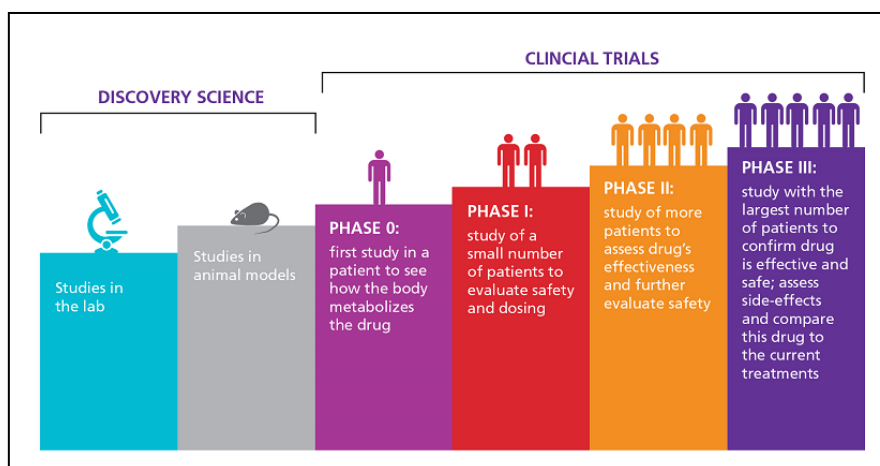 CLINCIAL TRIALS
DISCOVERY SCIENCE
Studies in
the lab
Studies in
animal models
PHASE 0:
first study in a
patient to see
how the body
metabolizes
the drug
PHASE I:
study of a
small number
of patients to
evaluate safety
and dosing
PHASE II:
study of more
patients to
assess drug’s
effectiveness
and further
evaluate safety
PHASE III:
study with the
largest number
of patients to
confirm drug
is effective and
safe; assess
side-effects
and compare
this drug to
the current
treatments